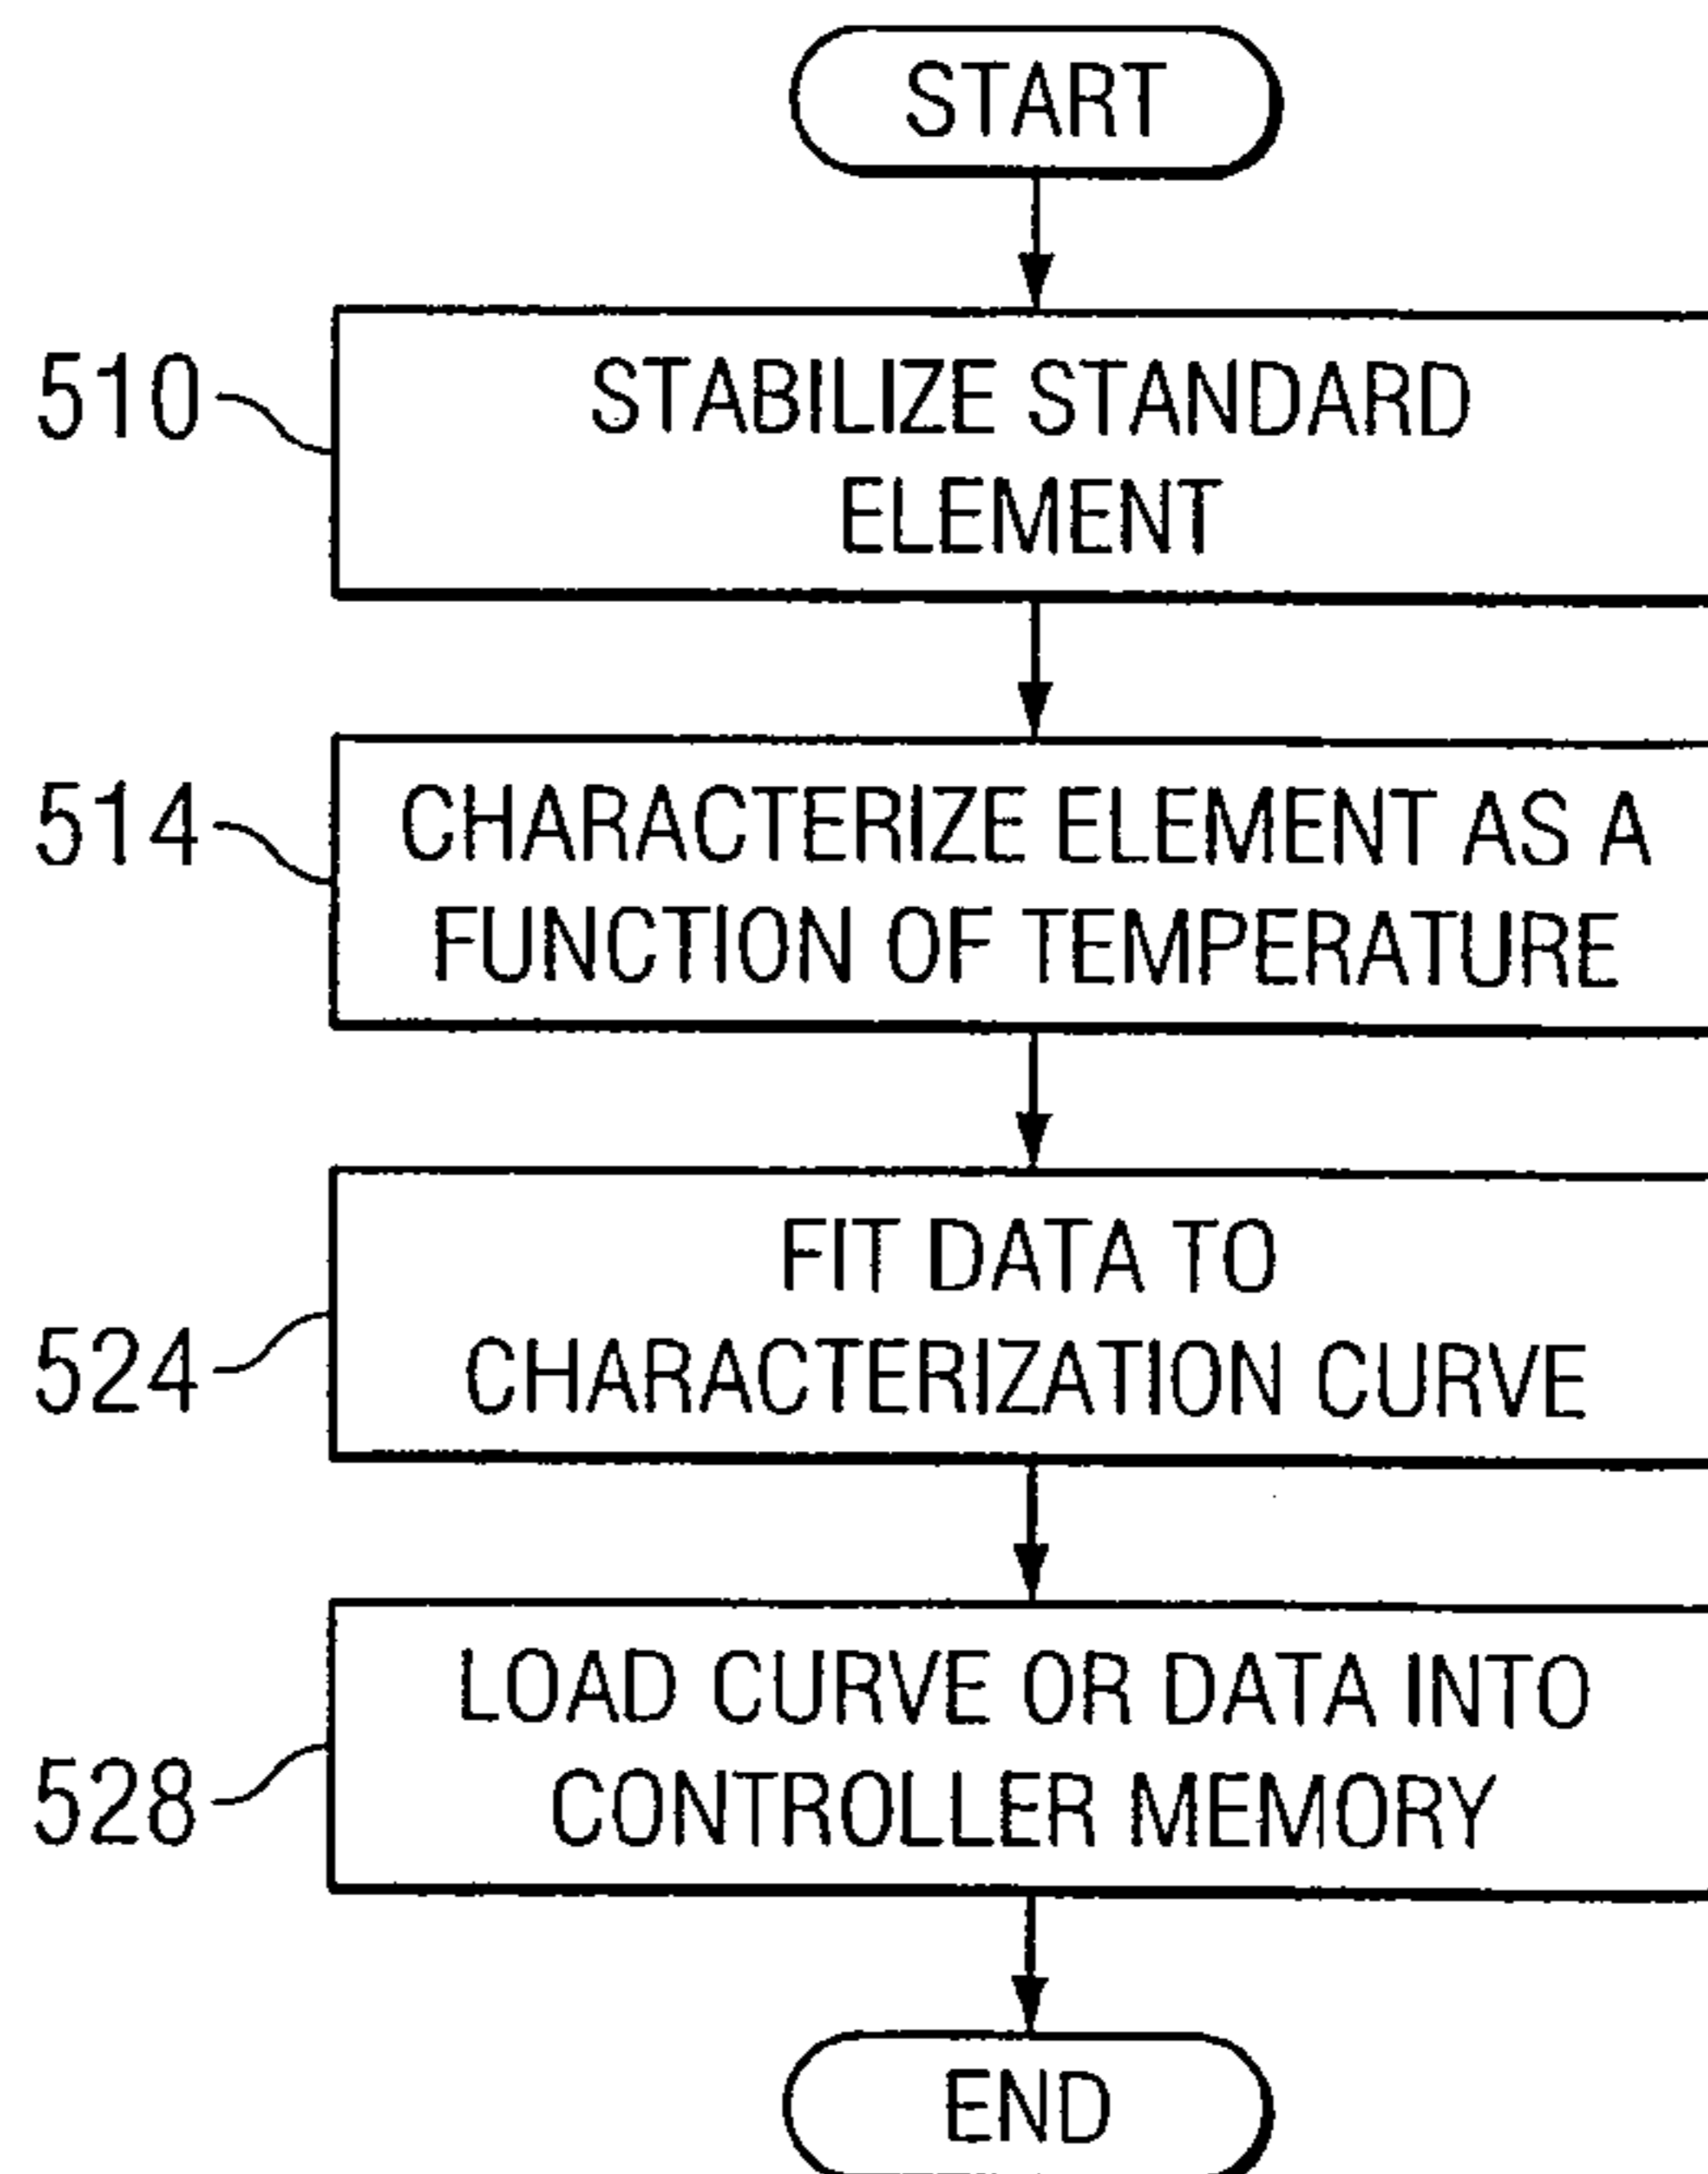 START
510
STABILIZE STANDARD
ELEMENT
514
CHARACTERIZE ELEMENT AS A
FUNCTION OF TEMPERATURE
524
FIT DATA TO
CHARACTERIZATION CURVE
528
LOAD CURVE OR DATA INTO
CONTROLLER MEMORY
END